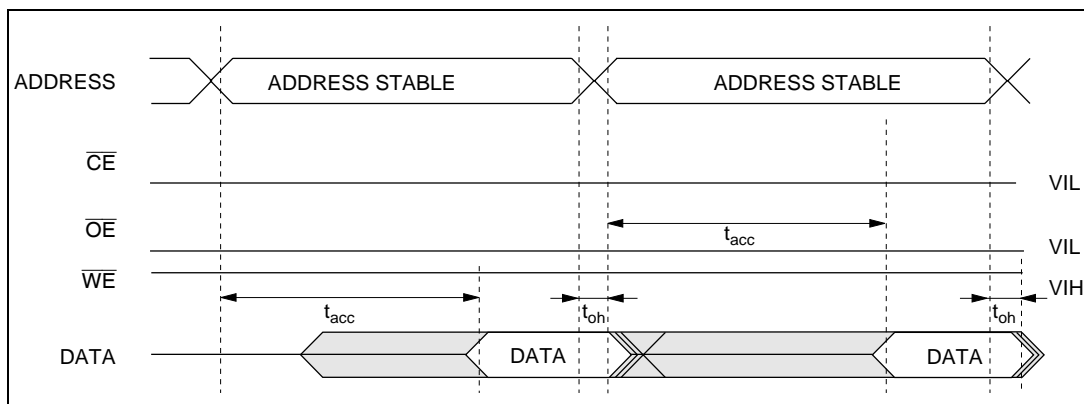 ADDRESS
ADDRESS STABLE
ADDRESS STABLE
CE
VIL
OE
tacc
VIL
WE
VIH
tacc
toh
toh
DATA
DATA
DATA